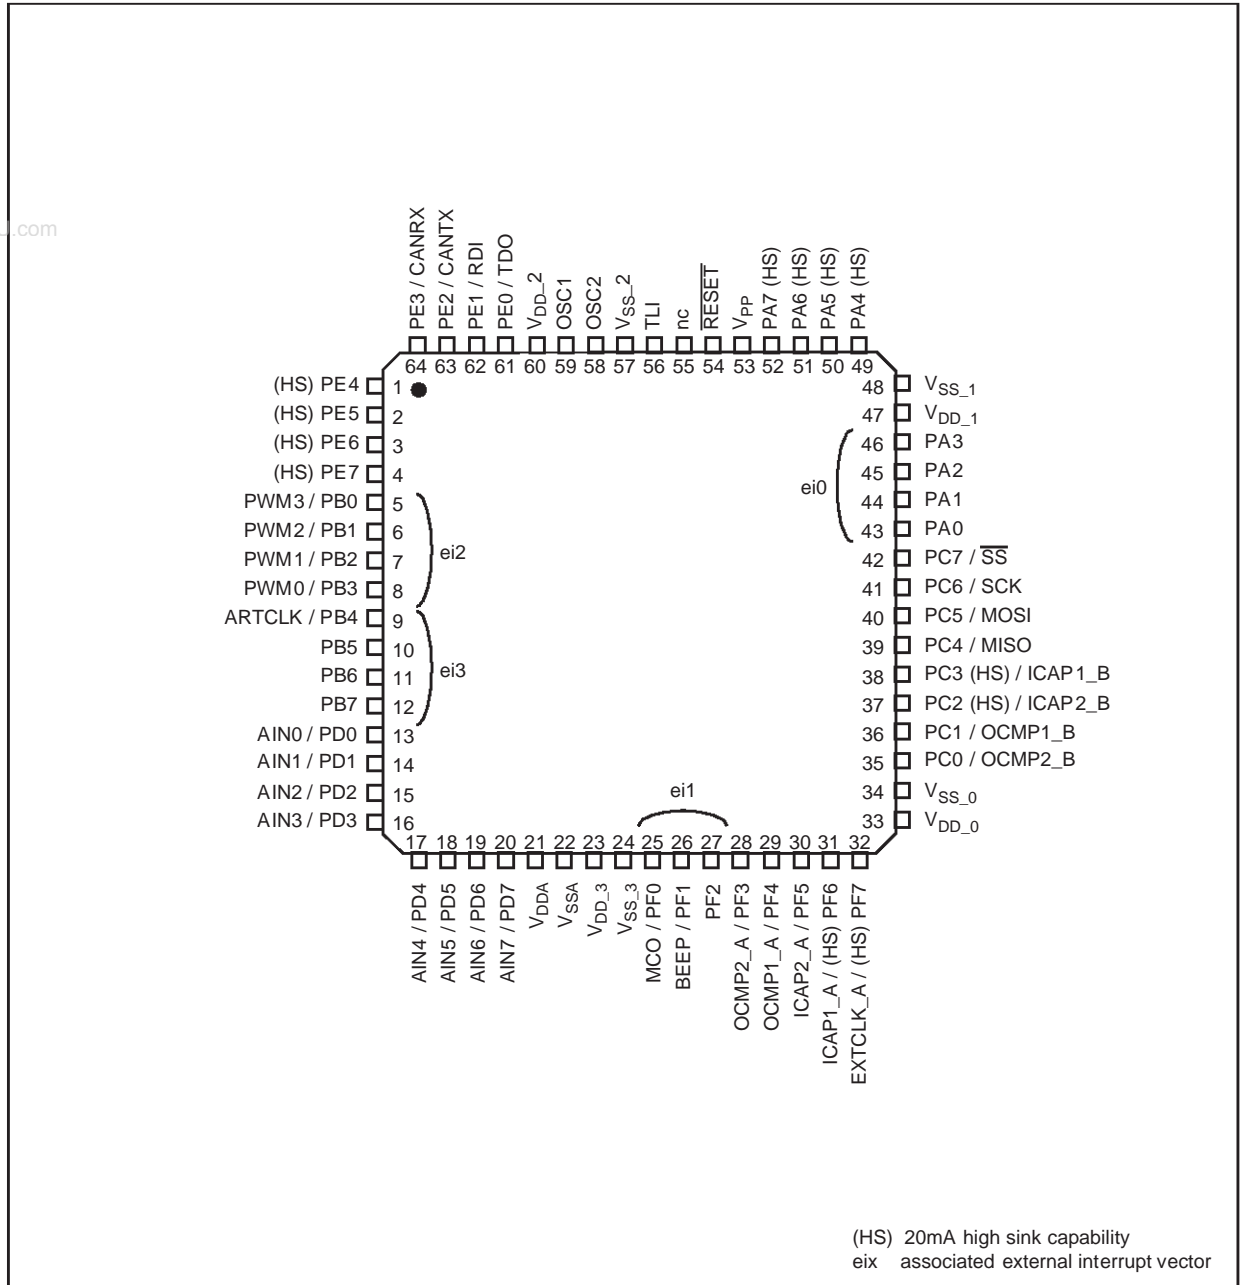 J.com
PE3 / CANRX
PE2 / CANTX
PE1 / RDI
PE0 / TDO
VDD_2
OSC1
OSC2
VSS_2
TLI
nc
RESET
VPP
PA7 (HS)
PA6 (HS)
PA5 (HS)
PA4 (HS)
64 63 62 61 60 59 58 57 56 55 54 53 52 51 50 49
(HS) PE4 1
(HS) PE5 2
(HS) PE6 3
(HS) PE7 4
PWM3 / PB0 5
PWM2 / PB1 6
PWM1 / PB2 7
PWM0 / PB3 8
ARTCLK / PB4 9
PB5 10
PB6 11
PB7 12
AIN0 / PD0 13
AIN1 / PD1 14
AIN2 / PD2 15
AIN3 / PD3 16
ei2
ei3
ei0
ei1
48 VSS_1
47 VDD_1
46 PA3
45 PA2
44 PA1
43 PA0
42 PC7 / SS
41 PC6 / SCK
40 PC5 / MOSI
39 PC4 / MISO
38 PC3 (HS) / ICAP1_B
37 PC2 (HS) / ICAP2_B
36 PC1 / OCMP1_B
35 PC0 / OCMP2_B
34 VSS_0
33 VDD_0
17 18 19 20 21 22 23 24 25 26 27 28 29 30 31 32
AIN4 / PD4
AIN5 / PD5
AIN6 / PD6
AIN7 / PD7
VDDA
VSSA
VDD_3
VSS_3
MCO / PF0
BEEP / PF1
PF2
OCMP2_A / PF3
OCMP1_A / PF4
ICAP2_A / PF5
ICAP1_A / (HS) PF6
EXTCLK_A / (HS) PF7
(HS) 20mA high sink capability
eix associated external interrupt vector